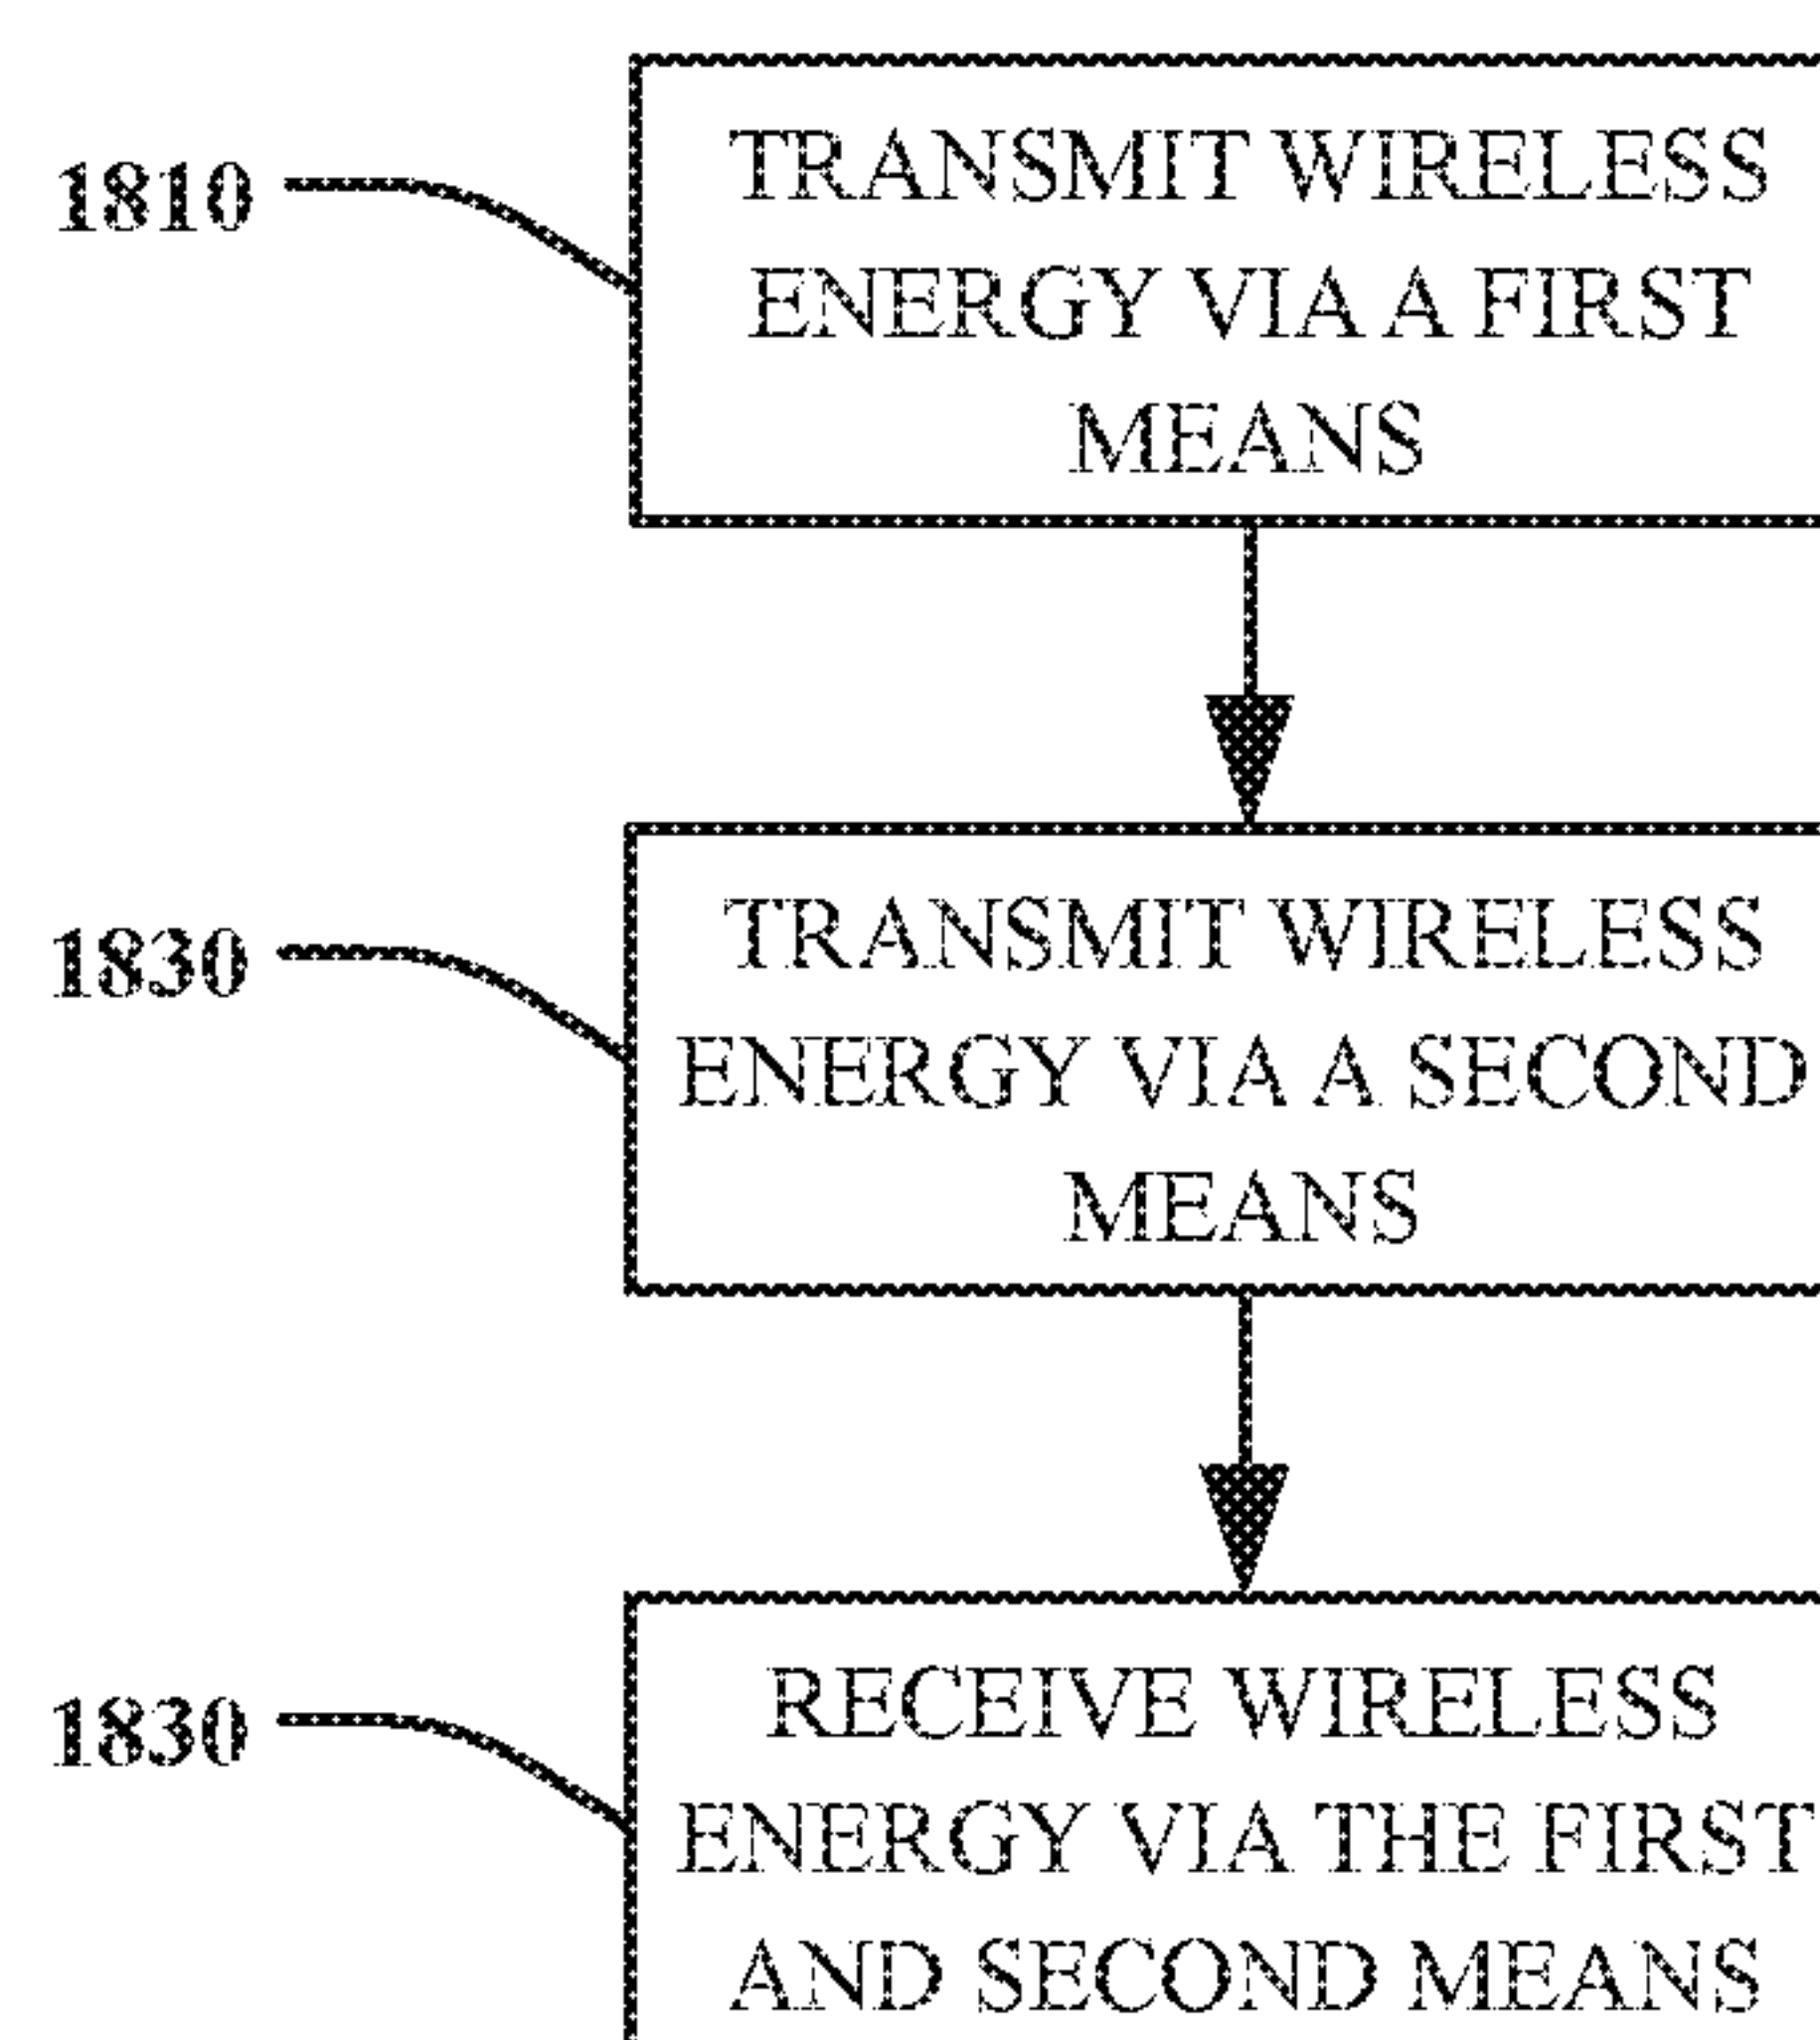 1810
TRANSMIT WIRELESS
ENERGY VIA A FIRST
MEANS
1830
TRANSMIT WIRELESS
ENERGY VIA A SECOND
MEANS
1830
RECEIVE WIRELESS
ENERGY VIA THE FIRST
AND SECOND MEANS